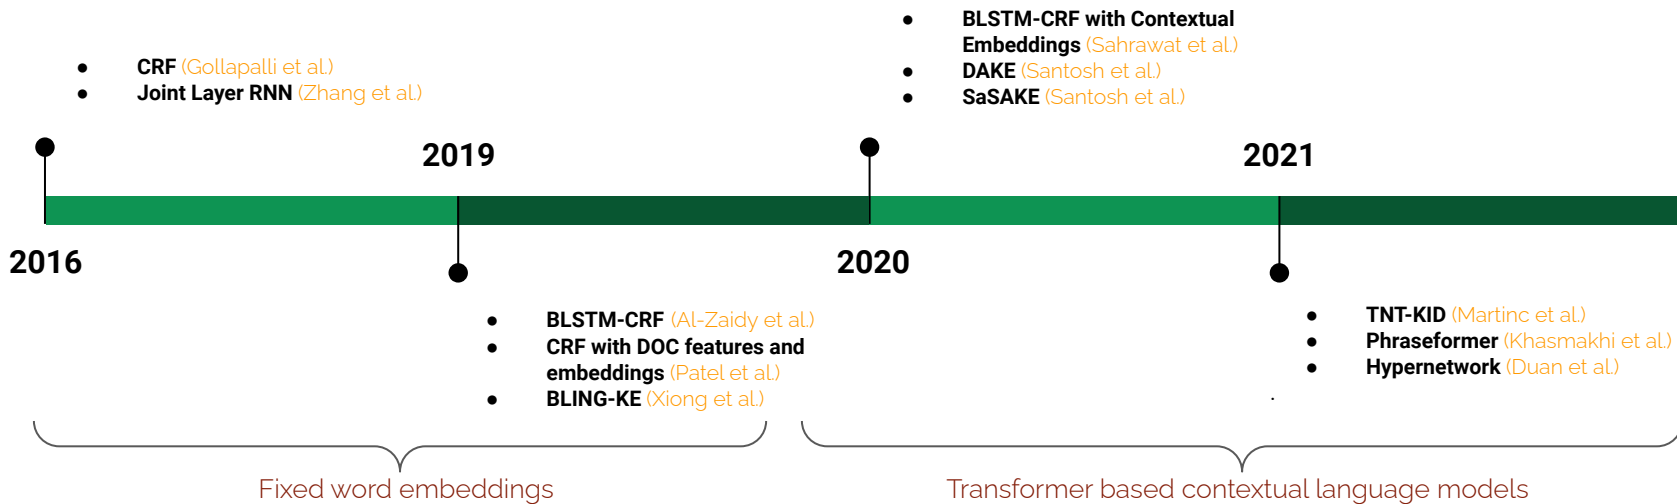 ● CRF (Gollapalli et al.)
● Joint Layer RNN (Zhang et al.)
● BLSTM-CRF with Contextual
Embeddings (Sahrawat et al.)
● DAKE (Santosh et al.)
● SaSAKE (Santosh et al.)
2019
2021
2016
2020
● BLSTM-CRF (Al-Zaidy et al.)
● CRF with DOC features and
embeddings (Patel et al.)
● BLING-KE (Xiong et al.)
● TNT-KID (Martinc et al.)
● Phraseformer (Khasmakhi et al.)
● Hypernetwork (Duan et al.)
.
Fixed word embeddings
Transformer based contextual language models